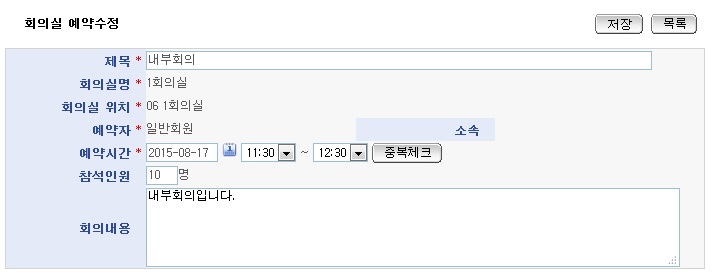 회의실 예약수정 저장 목록
제목 * 내부회의
회의실명 * 1회의실
회의실 위치 * 06 1회의실
예약자 * 일반회원 소속
예약시간 * 2015-08-17 11:30 ~ 12:30 중복체크
참석인원 10 명
회의내용 내부회의입니다.